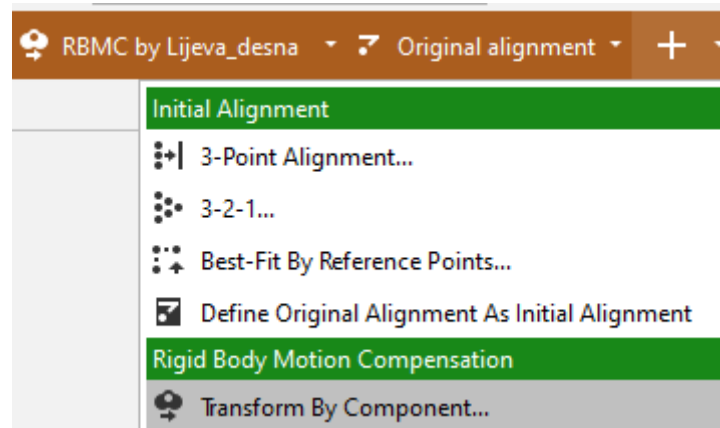 RBMC by Lijeva_desna Original alignment
Initial Alignment
3-Point Alignment...
3-2-1...
Best-Fit By Reference Points...
Define Original Alignment As Initial Alignment
Rigid Body Motion Compensation
Transform By Component...